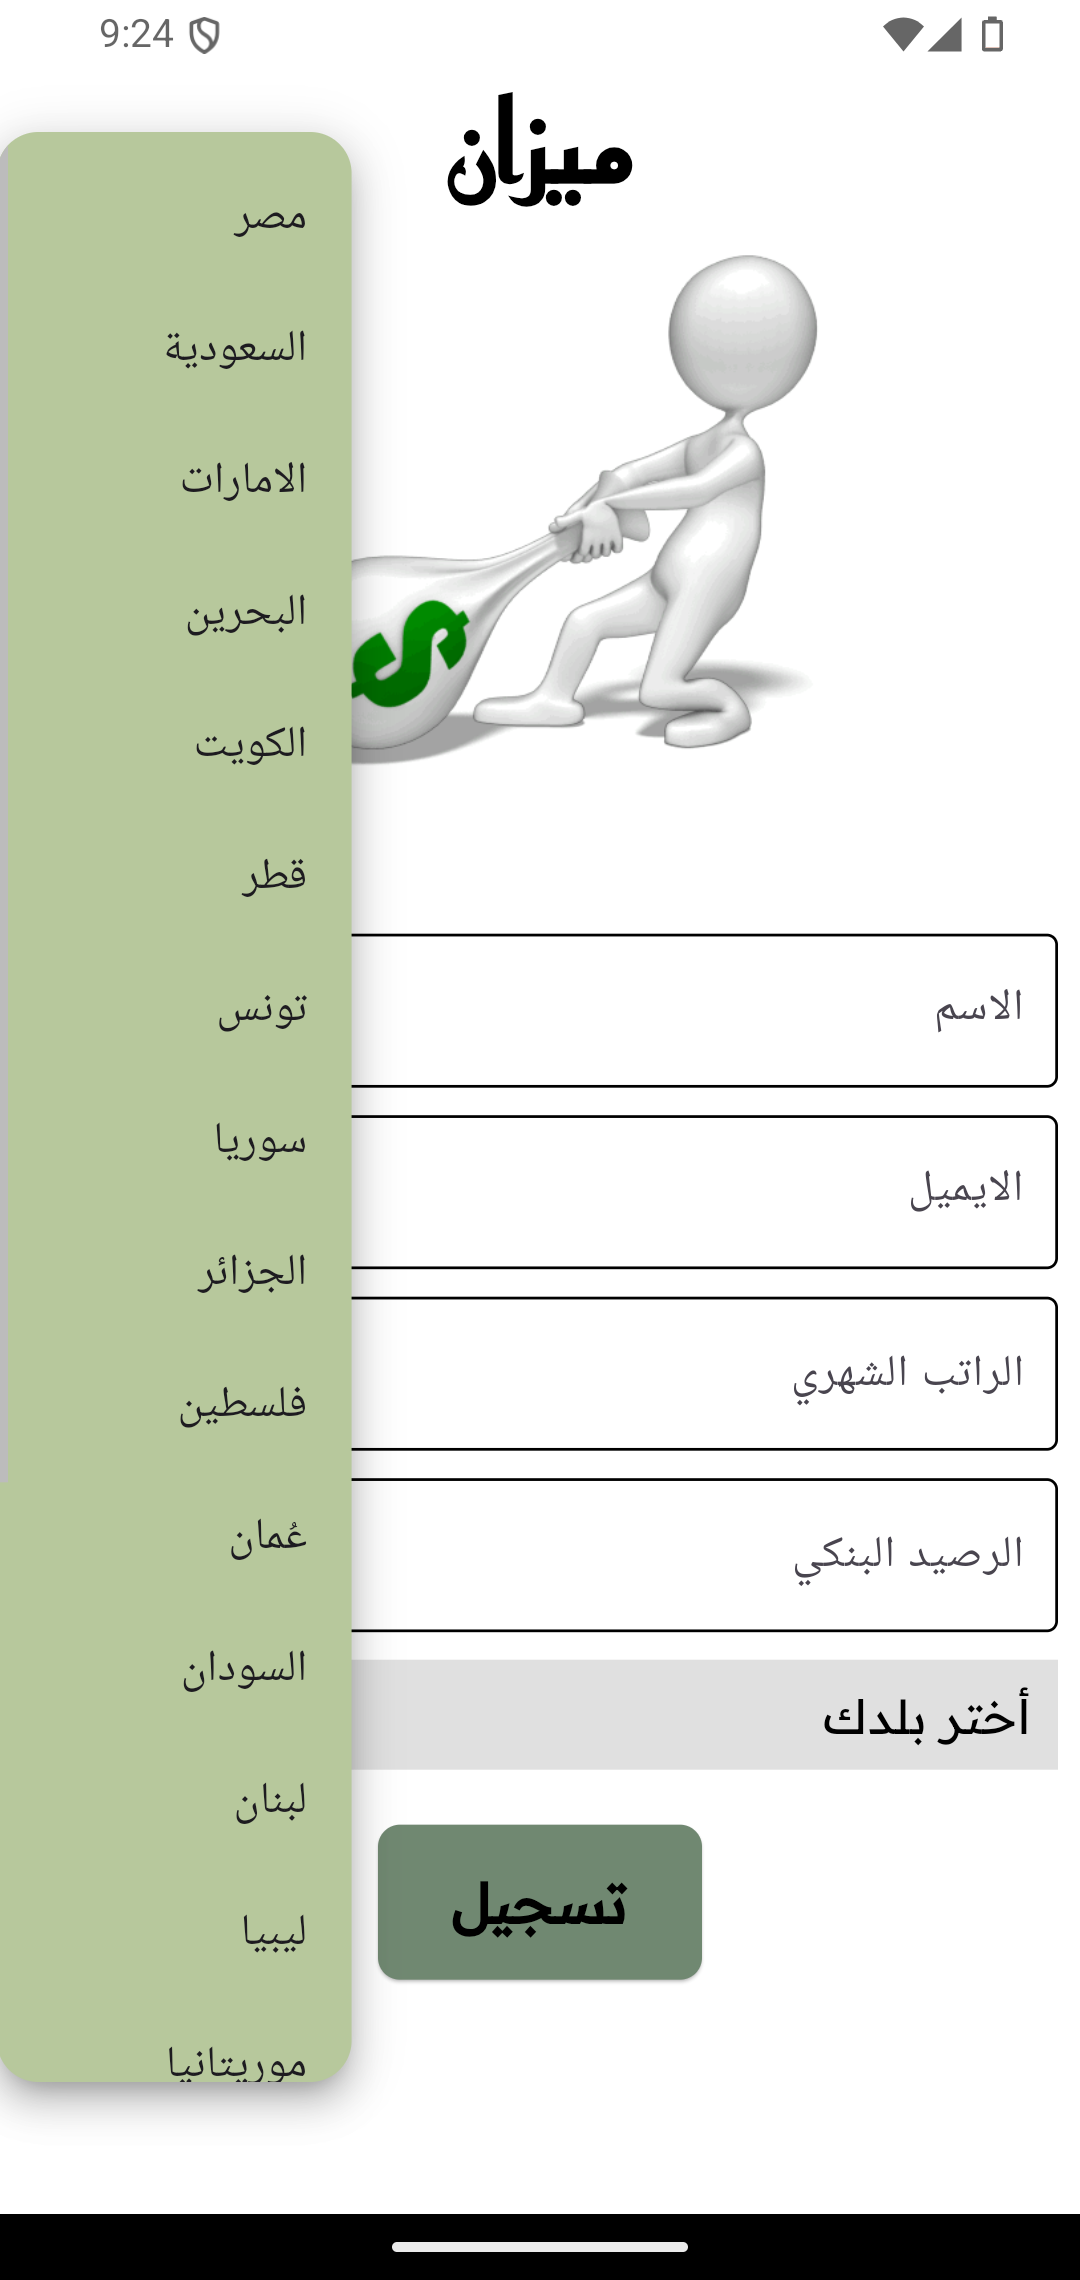 9:24
ميزان
مصر
السعودية
الامارات
البحرين
الكويت
قطر
تونس
سوريا
الجزائر
فلسطين
عُمان
السودان
لبنان
ليبيا
موريتانيا
$
الاسم
الايميل
الراتب الشهري
الرصيد البنكي
أختر بلدك
تسجيل